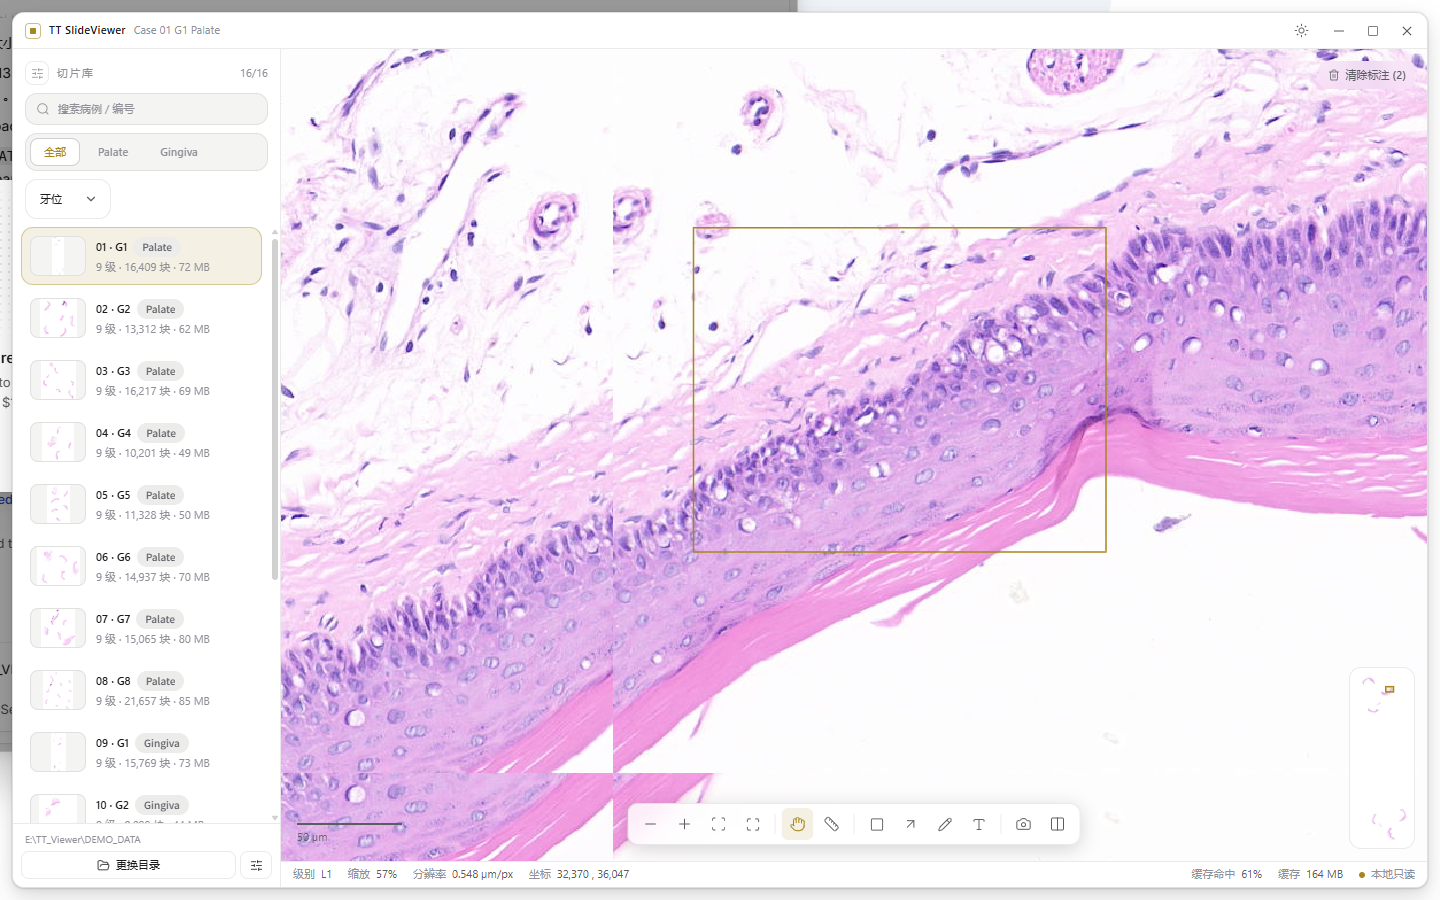 TT SlideViewer Case 01 G1 Palate
切片库 16/16
搜索病例 / 编号
全部 Palate Gingiva
牙位
01 · G1 Palate
9 级 · 16,409 块 · 72 MB
02 · G2 Palate
9 级 · 13,312 块 · 62 MB
03 · G3 Palate
9 级 · 16,217 块 · 69 MB
04 · G4 Palate
9 级 · 10,201 块 · 49 MB
05 · G5 Palate
9 级 · 11,328 块 · 50 MB
06 · G6 Palate
9 级 · 14,937 块 · 70 MB
07 · G7 Palate
9 级 · 15,065 块 · 80 MB
08 · G8 Palate
9 级 · 21,657 块 · 85 MB
09 · G1 Gingiva
9 级 · 15,769 块 · 73 MB
10 · G2 Gingiva
E:\TT_Viewer\DEMO_DATA
更换目录
清除标注 (2)
50 μm
级别 L1 缩放 57% 分辨率 0.548 μm/px 坐标 32,370 , 36,047
缓存命中 61% 缓存 164 MB 本地只读